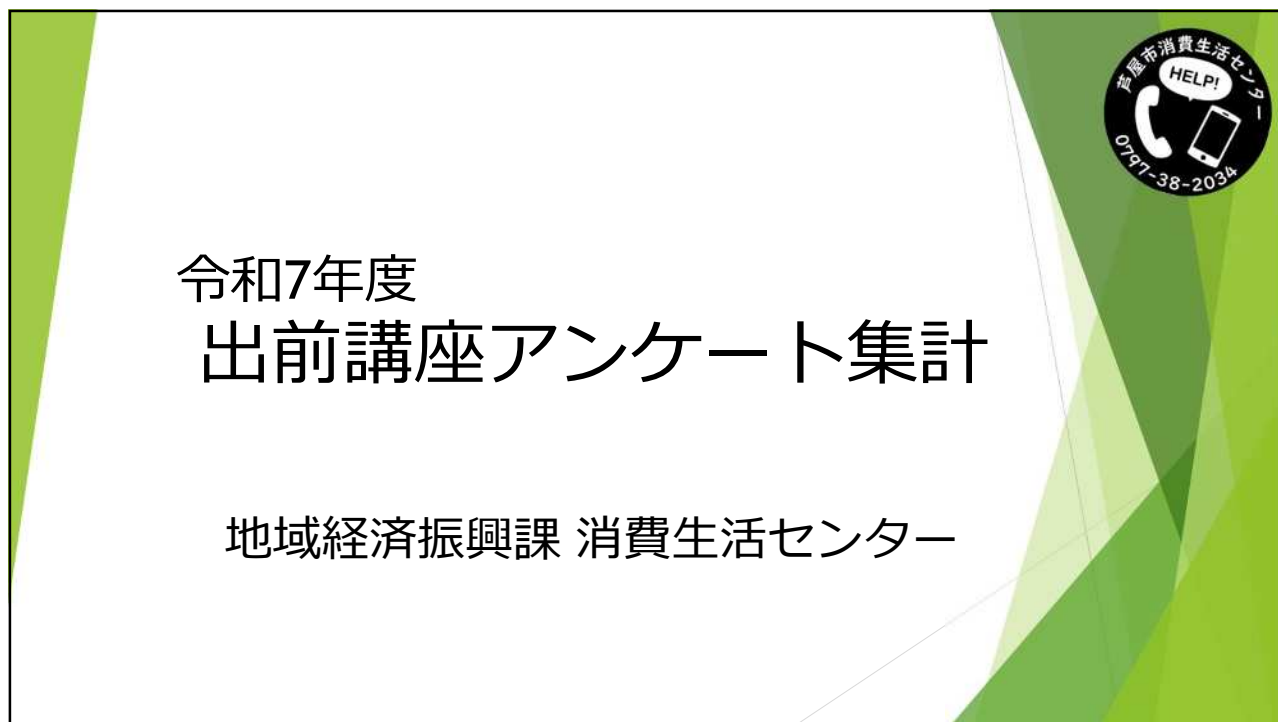 芦屋市消費生活センター
HELP!
0797-38-2034
令和7年度
出前講座アンケート集計
地域経済振興課 消費生活センター